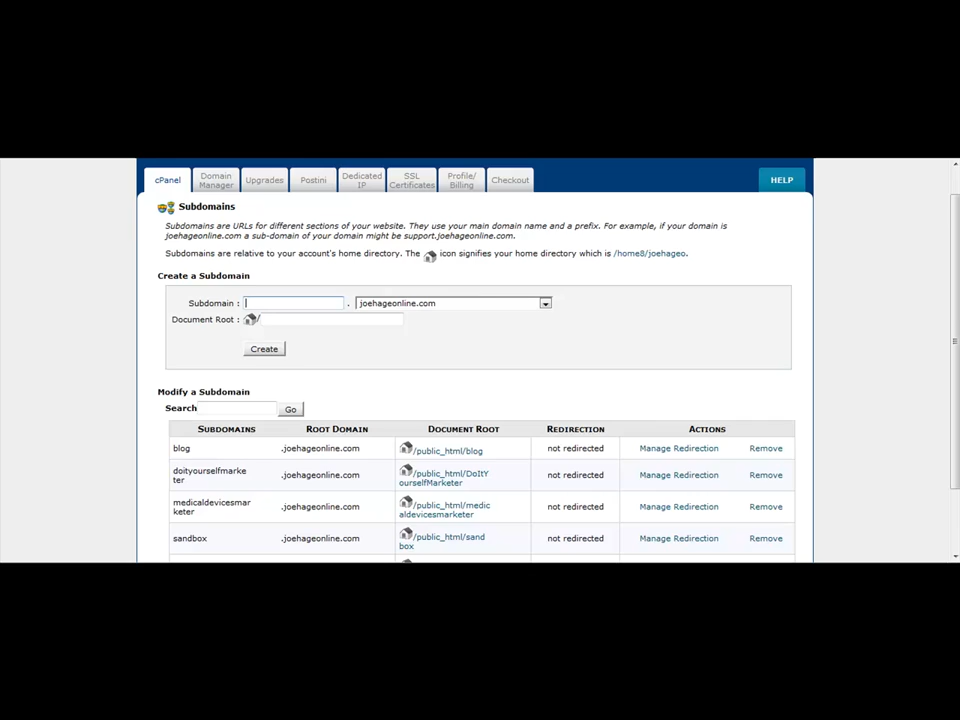 cPanel
Domain Manager
Upgrades
Postini
Dedicated IP
SSL Certificates
Profile/ Billing
Checkout
HELP
Subdomains
Subdomains are URLs for different sections of your website. They use your main domain name and a prefix. For example, if your domain is
joehageonline.com a sub-domain of your domain might be support.joehageonline.com.
Subdomains are relative to your account's home directory. The icon signifies your home directory which is /home8/joehageo.
Create a Subdomain
Subdomain : . joehageonline.com
Document Root : /
Create
Modify a Subdomain
Search Go
SUBDOMAINS ROOT DOMAIN DOCUMENT ROOT REDIRECTION ACTIONS
blog .joehageonline.com /public_html/blog not redirected Manage Redirection Remove
doityourselfmarke
ter
.joehageonline.com
/public_html/DoItY
ourselfMarketer
not redirected Manage Redirection Remove
medicaldevicesmar
keter
.joehageonline.com
/public_html/medic
aldevicesmarketer
not redirected Manage Redirection Remove
sandbox .joehageonline.com
/public_html/sand
box
not redirected Manage Redirection Remove